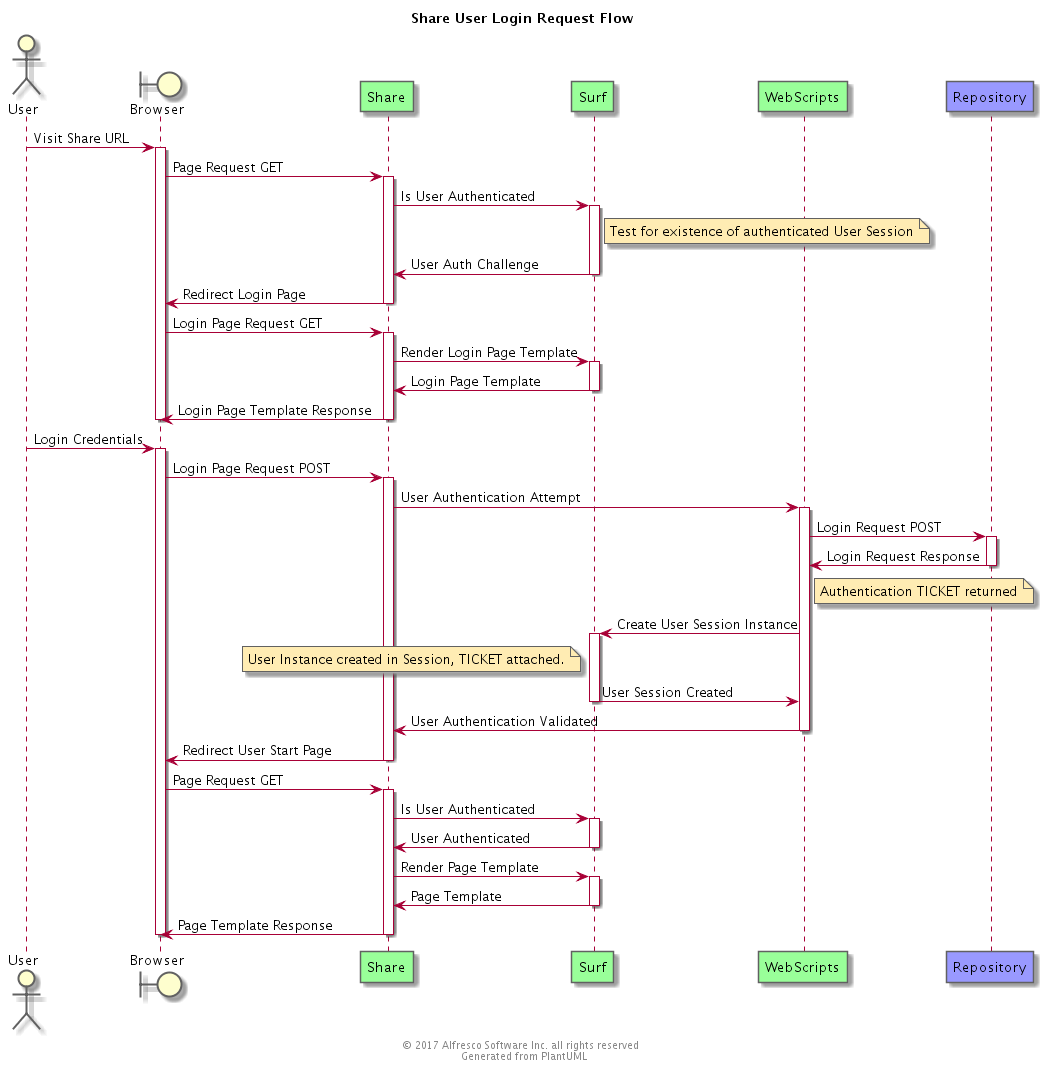 Share User Login Request Flow
User
Browser
Share
Surf
WebScripts
Repository
Visit Share URL
Page Request GET
Is User Authenticated
Test for existence of authenticated User Session
User Auth Challenge
Redirect Login Page
Login Page Request GET
Render Login Page Template
Login Page Template
Login Page Template Response
Login Credentials
Login Page Request POST
User Authentication Attempt
Login Request POST
Login Request Response
Authentication TICKET returned
Create User Session Instance
User Instance created in Session, TICKET attached.
User Session Created
User Authentication Validated
Redirect User Start Page
Page Request GET
Is User Authenticated
User Authenticated
Render Page Template
Page Template
Page Template Response
User
Browser
Share
Surf
WebScripts
Repository
© 2017 Alfresco Software Inc. all rights reserved
Generated from PlantUML